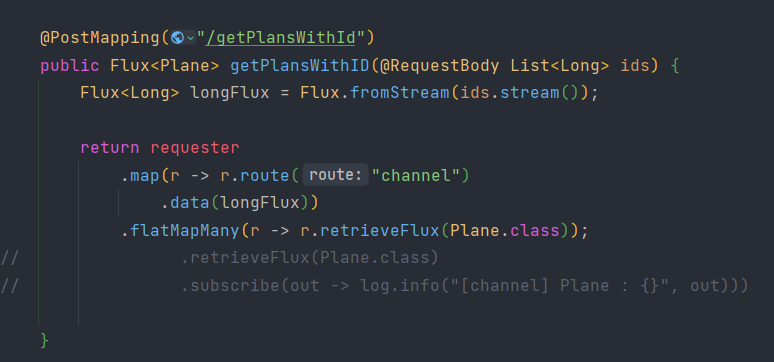 @PostMapping("/getPlansWithId")
public Flux<Plane> getPlansWithID(@RequestBody List<Long> ids) {
    Flux<Long> longFlux = Flux.fromStream(ids.stream());

    return requester
        .map(r -> r.route( route: "channel")
            .data(longFlux))
        .flatMapMany(r -> r.retrieveFlux(Plane.class));
//              .retrieveFlux(Plane.class)
//              .subscribe(out -> log.info("[channel] Plane : {}", out)))
}